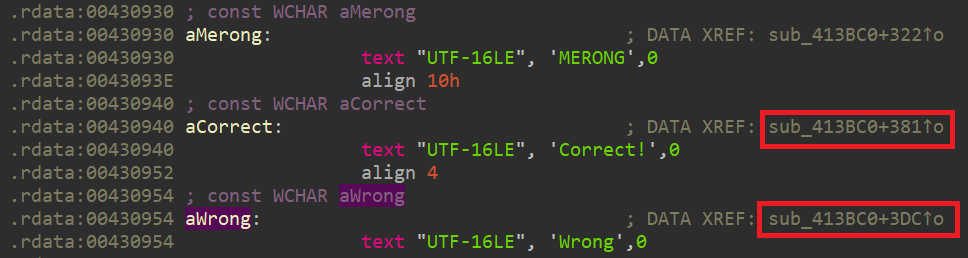 .rdata:00430930 ; const WCHAR aMerong
.rdata:00430930 aMerong: ; DATA XREF: sub_413BC0+322↑o
.rdata:00430930 text "UTF-16LE", 'MERONG',0
.rdata:0043093E align 10h
.rdata:00430940 ; const WCHAR aCorrect
.rdata:00430940 aCorrect: ; DATA XREF: sub_413BC0+381↑o
.rdata:00430940 text "UTF-16LE", 'Correct!',0
.rdata:00430952 align 4
.rdata:00430954 ; const WCHAR aWrong
.rdata:00430954 aWrong: ; DATA XREF: sub_413BC0+3DC↑o
.rdata:00430954 text "UTF-16LE", 'Wrong',0